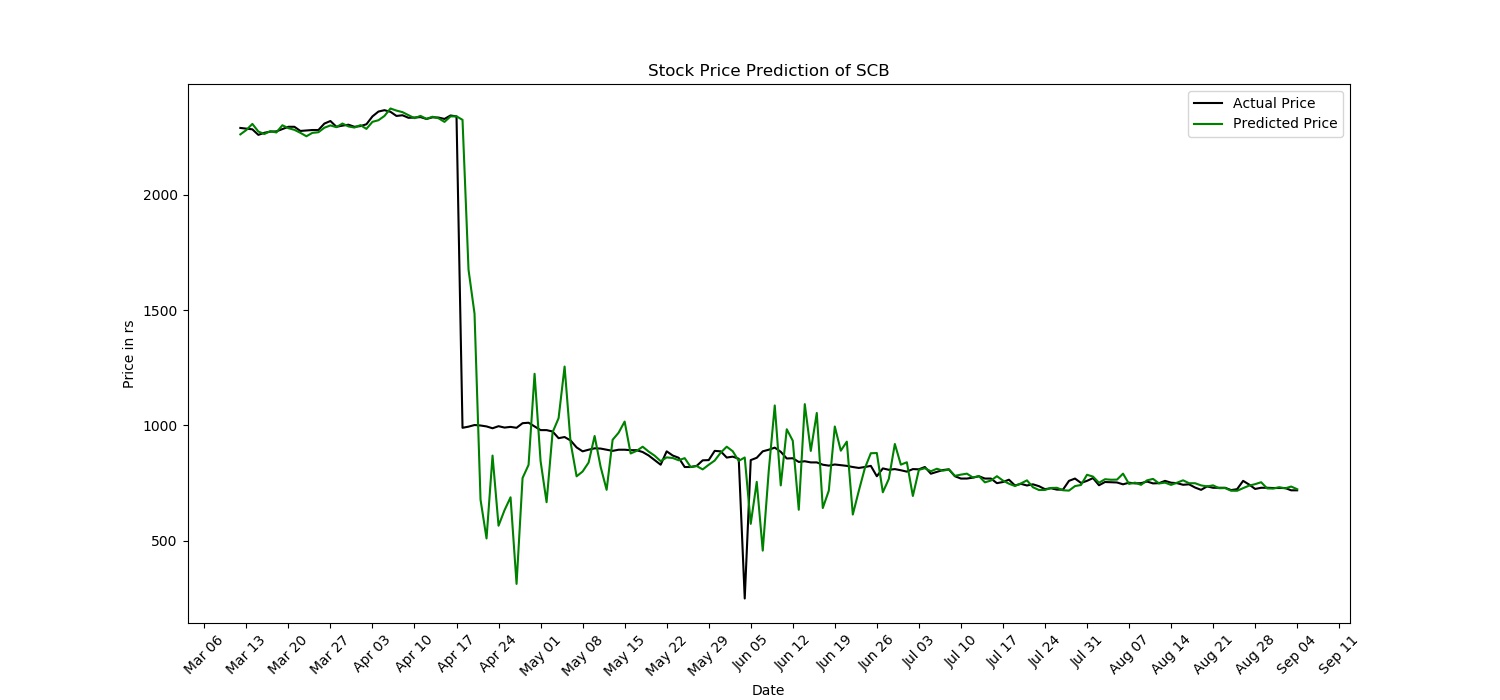 Stock Price Prediction of SCB
Actual Price
Predicted Price
Price in rs
2000
1500
1000
500
Mar 06
Mar 13
Mar 20
Mar 27
Apr 03
Apr 10
Apr 17
Apr 24
May 01
May 08
May 15
May 22
May 29
Jun 05
Jun 12
Jun 19
Jun 26
Jul 03
Jul 10
Jul 17
Jul 24
Jul 31
Aug 07
Aug 14
Aug 21
Aug 28
Sep 04
Sep 11
Date